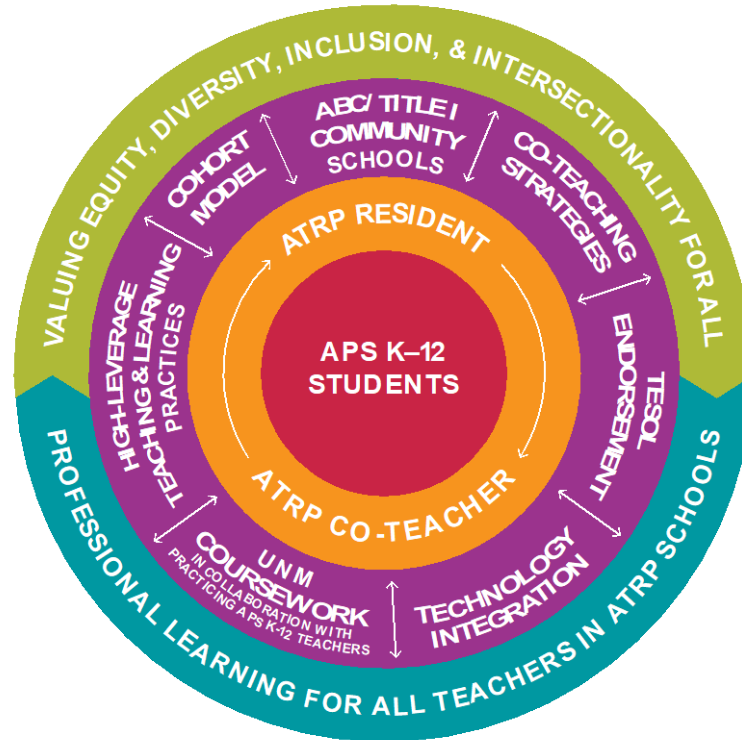 VALUING EQUITY, DIVERSITY, INCLUSION, & INTERSECTIONALITY FOR ALL
ABC/ TITLE I
COMMUNITY
SCHOOLS
CO-TEACHING
STRATEGIES
TESOL
ENDORSEMENT
TECHNOLOGY
INTEGRATION
UNM
COURSEWORK
IN COLLABORATION WITH
PRACTICING APs K-12 TEACHERS
HIGH-LEVERAGE
TEACHING & LEARNING
PRACTICES
COHORT
MODEL
ATRP RESIDENT
APS K–12
STUDENTS
ATRP CO-TEACHER
PROFESSIONAL LEARNING FOR ALL TEACHERS IN ATRP SCHOOLS